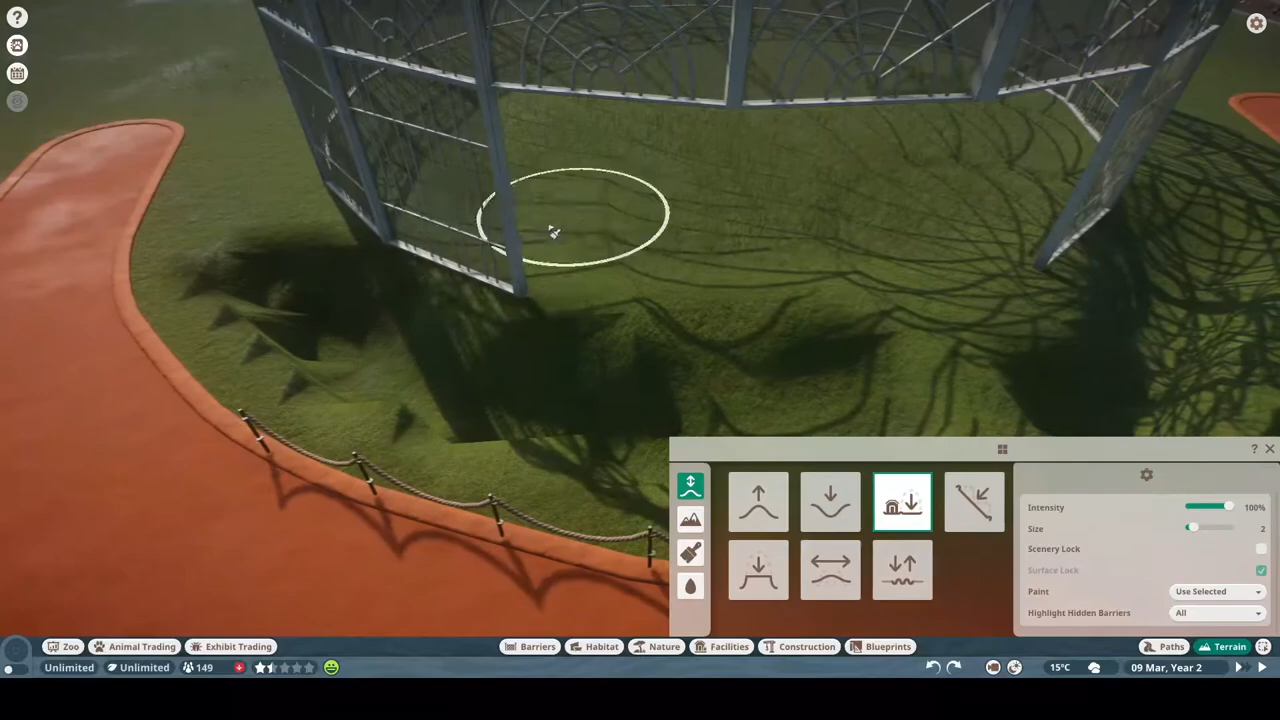 ?
?
Intensity 100%
Size 2
Scenery Lock
Surface Lock
Paint Use Selected
Highlight Hidden Barriers All
Zoo Animal Trading Exhibit Trading Barriers Habitat Nature Facilities Construction Blueprints Paths Terrain
Unlimited Unlimited 149 15°C 09 Mar, Year 2